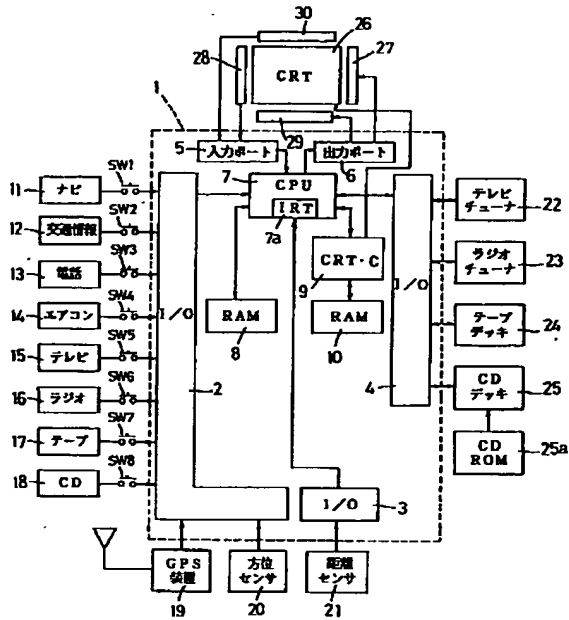 30
26
28
27
CRT
1
29
5
入力ポート
出力ポート
6
7
CPU
IRT
7a
SW1
11
ナビ
SW2
12
交通情報
SW3
13
電話
SW4
14
エアコン
SW5
15
テレビ
SW6
16
ラジオ
SW7
17
テープ
SW8
18
CD
I/O
2
RAM
8
CRT・C
9
RAM
10
I/O
4
テレビ
チューナ
22
ラジオ
チューナ
23
テープ
デッキ
24
CD
デッキ
25
CD
ROM
25a
I/O
3
GPS
装置
19
方位
センサ
20
距離
センサ
21